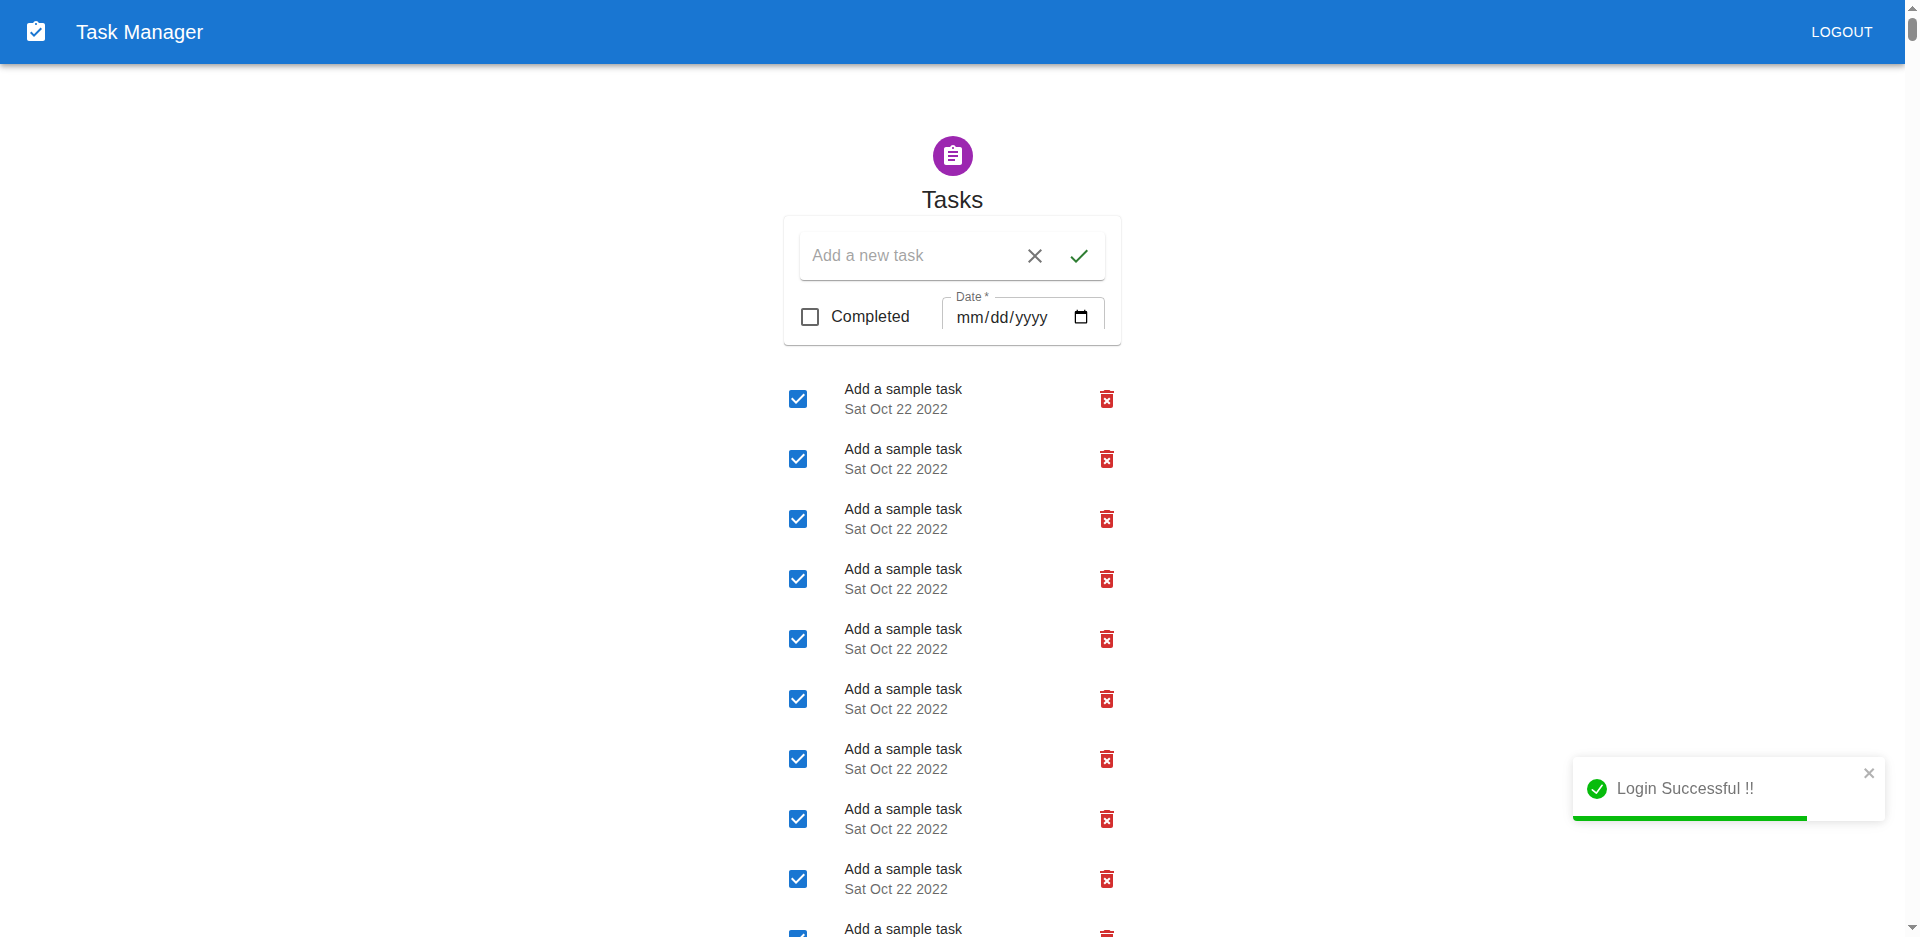 Task Manager
LOGOUT
Tasks
Add a new task
Completed
Date *
mm/dd/yyyy
Add a sample task
Sat Oct 22 2022
Add a sample task
Sat Oct 22 2022
Add a sample task
Sat Oct 22 2022
Add a sample task
Sat Oct 22 2022
Add a sample task
Sat Oct 22 2022
Add a sample task
Sat Oct 22 2022
Add a sample task
Sat Oct 22 2022
Add a sample task
Sat Oct 22 2022
Add a sample task
Sat Oct 22 2022
Add a sample task
Login Successful !!